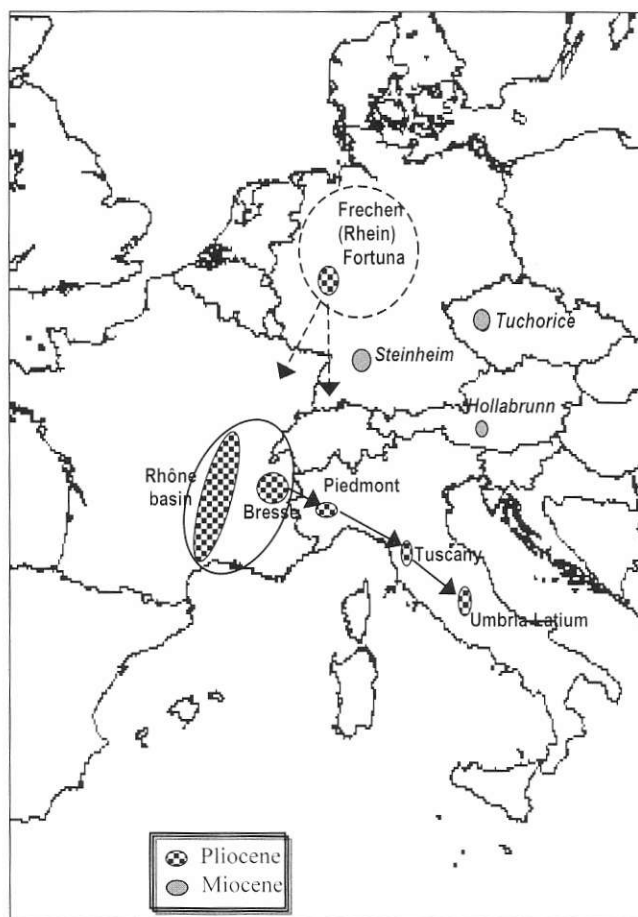 Frechen
(Rhein)
Fortuna
Tuchorice
Steinheim
Hollabrunn
Rhône
basin
Bresse
Piedmont
Tuscany
Umbria-Latium
Pliocene
Miocene